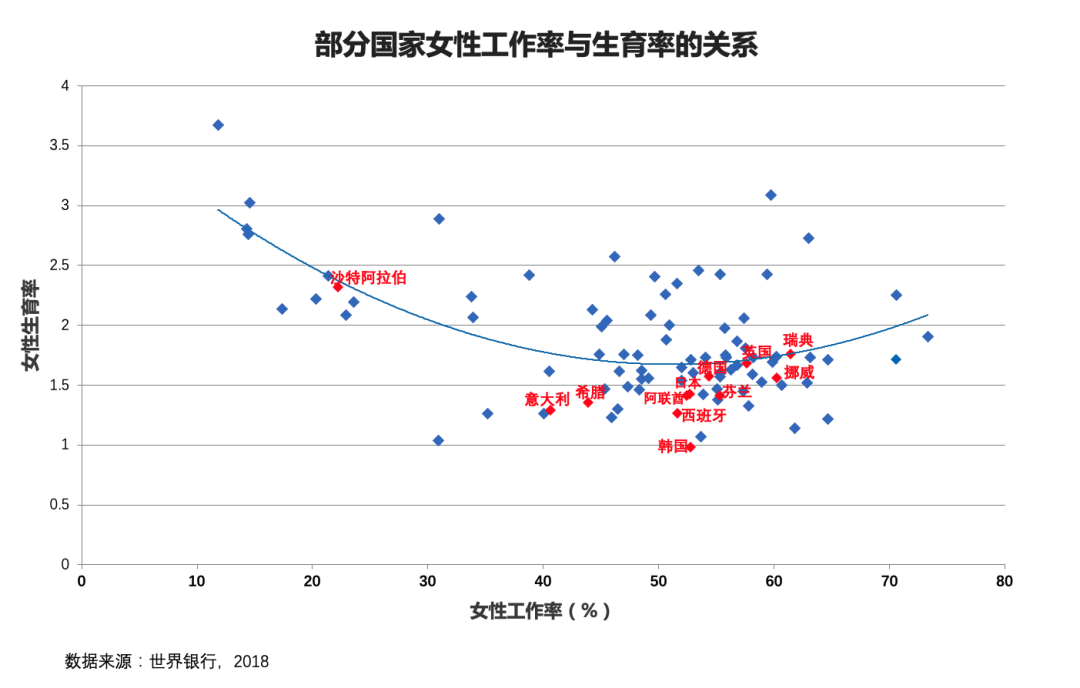 部分国家女性工作率与生育率的关系
4
3.5
3
2.5
2
1.5
1
0.5
0
女性生育率
沙特阿拉伯
瑞典
英国
德国
挪威
日本
芬兰
阿联酋
希腊
意大利
西班牙
韩国
0 10 20 30 40 50 60 70 80
女性工作率（%）
数据来源：世界银行，2018